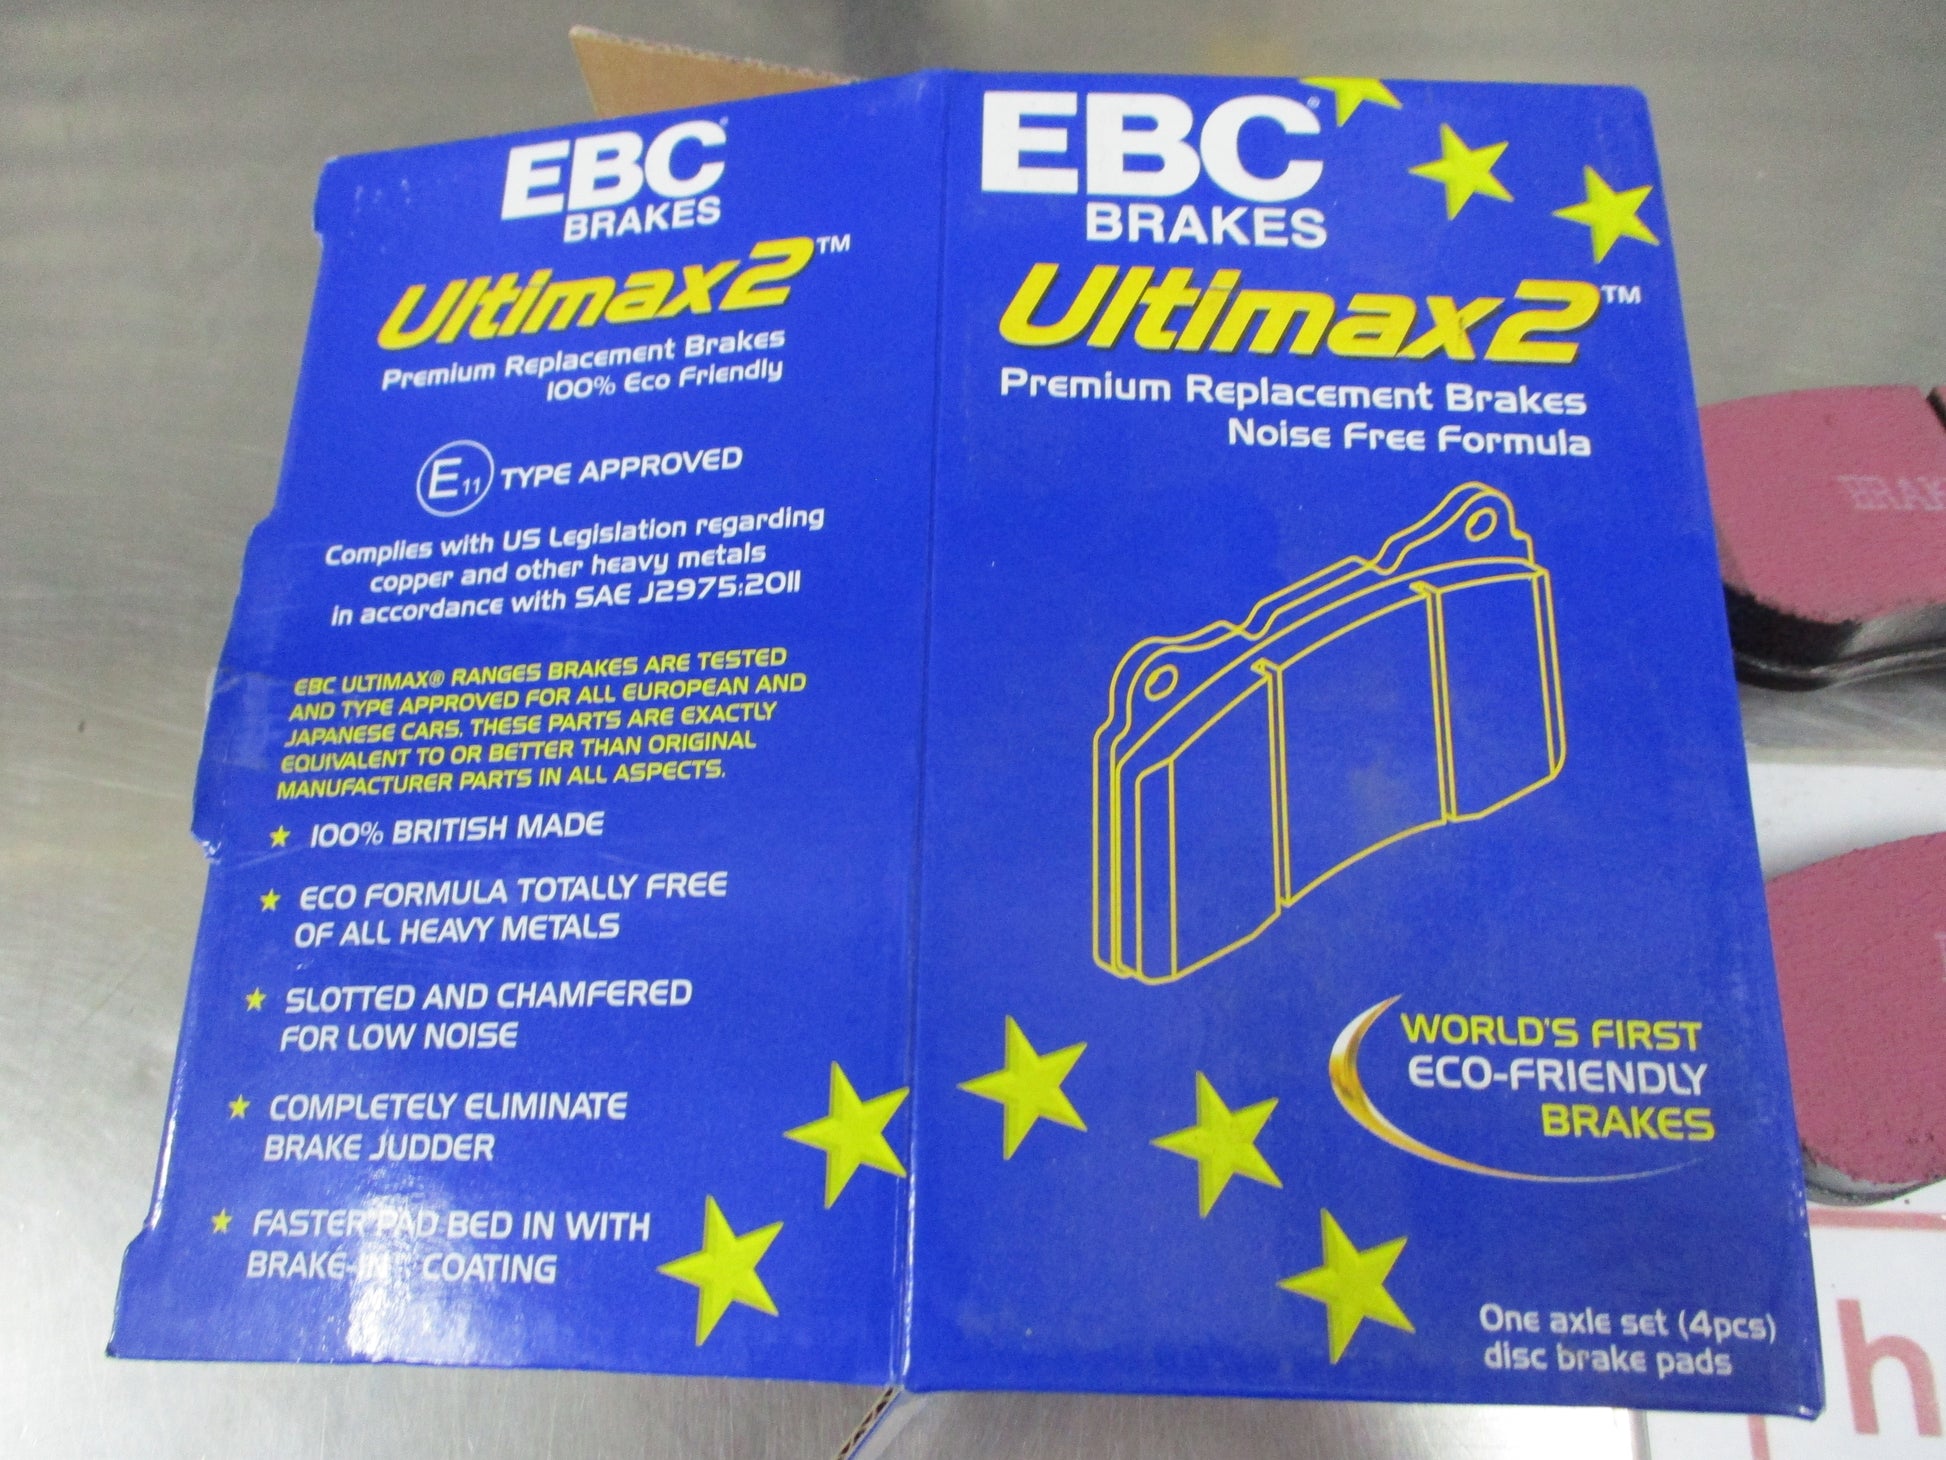 EBC®
BRAKES
Ultimax2™
Premium Replacement Brakes
100% Eco Friendly
E11 TYPE APPROVED
Complies with US Legislation regarding
copper and other heavy metals
in accordance with SAE J2975:2011
EBC ULTIMAX® RANGES BRAKES ARE TESTED
AND TYPE APPROVED FOR ALL EUROPEAN AND
JAPANESE CARS. THESE PARTS ARE EXACTLY
EQUIVALENT TO OR BETTER THAN ORIGINAL
MANUFACTURER PARTS IN ALL ASPECTS.
100% BRITISH MADE
ECO FORMULA TOTALLY FREE
OF ALL HEAVY METALS
SLOTTED AND CHAMFERED
FOR LOW NOISE
COMPLETELY ELIMINATE
BRAKE JUDDER
FASTER PAD BED IN WITH
BRAKE-IN COATING
EBC®
BRAKES
Ultimax2™
Premium Replacement Brakes
Noise Free Formula
WORLD'S FIRST
ECO-FRIENDLY
BRAKES
One axle set (4pcs)
disc brake pads
h